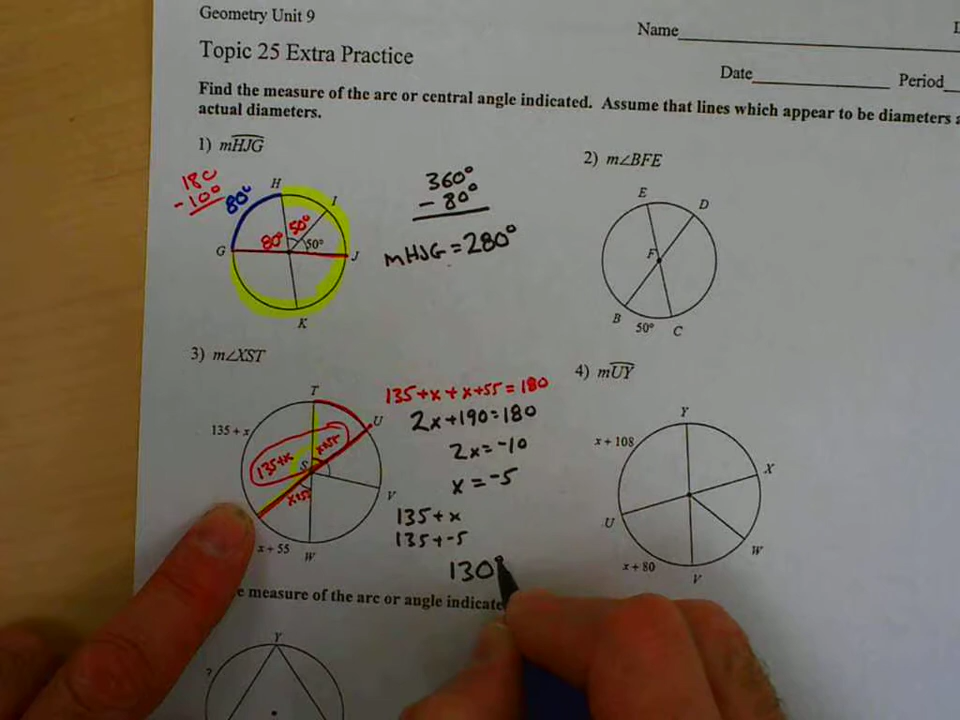 Geometry Unit 9
Name
Topic 25 Extra Practice
Date Period
Find the measure of the arc or central angle indicated. Assume that lines which appear to be diameters
actual diameters.
1) mHJG
180
-100
80°
H
I
80°
50°
50°
G
J
K
360°
- 80°
mHJG = 280°
2) m∠BFE
E
D
F
B
50°
C
3) m∠XST
T
U
135 + x
135+x
x+55
S
x+55
V
x + 55
W
135+x+x+55=180
2x+190=180
2x=-10
x=-5
135+x
135+-5
130°
4) mUY
Y
x + 108
X
U
W
x + 80
V
e measure of the arc or angle indicate
Y
?